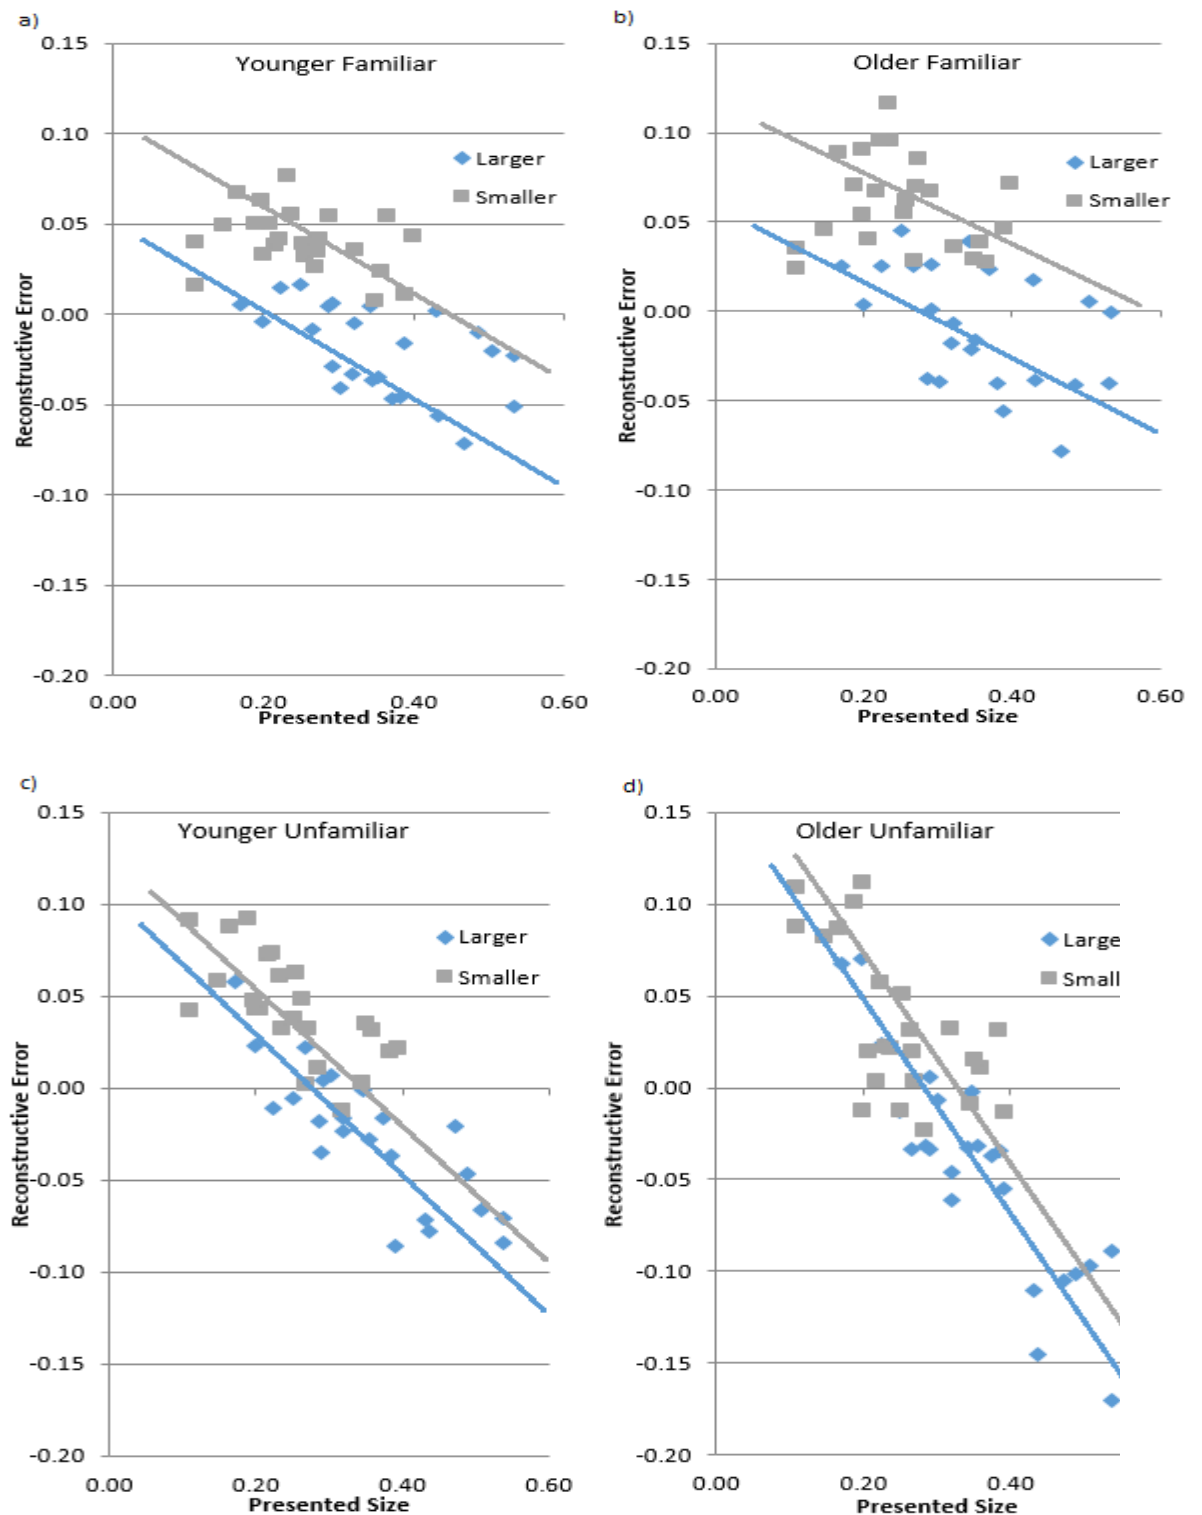 a)
0.15
Younger Familiar
0.10
Larger
Smaller
0.05
0.00
-0.05
-0.10
-0.15
-0.20
0.00 0.20 0.40 0.60
Presented Size
Reconstructive Error
b)
0.15
Older Familiar
0.10
Larger
Smaller
0.05
0.00
-0.05
-0.10
-0.15
-0.20
0.00 0.20 0.40 0.60
Presented Size
Reconstructive Error
c)
0.15
Younger Unfamiliar
0.10
Larger
Smaller
0.05
0.00
-0.05
-0.10
-0.15
-0.20
0.00 0.20 0.40 0.60
Presented Size
Reconstructive Error
d)
0.15
Older Unfamiliar
0.10
Large
Small
0.05
0.00
-0.05
-0.10
-0.15
-0.20
0.00 0.20 0.40
Presented Size
Reconstructive Error